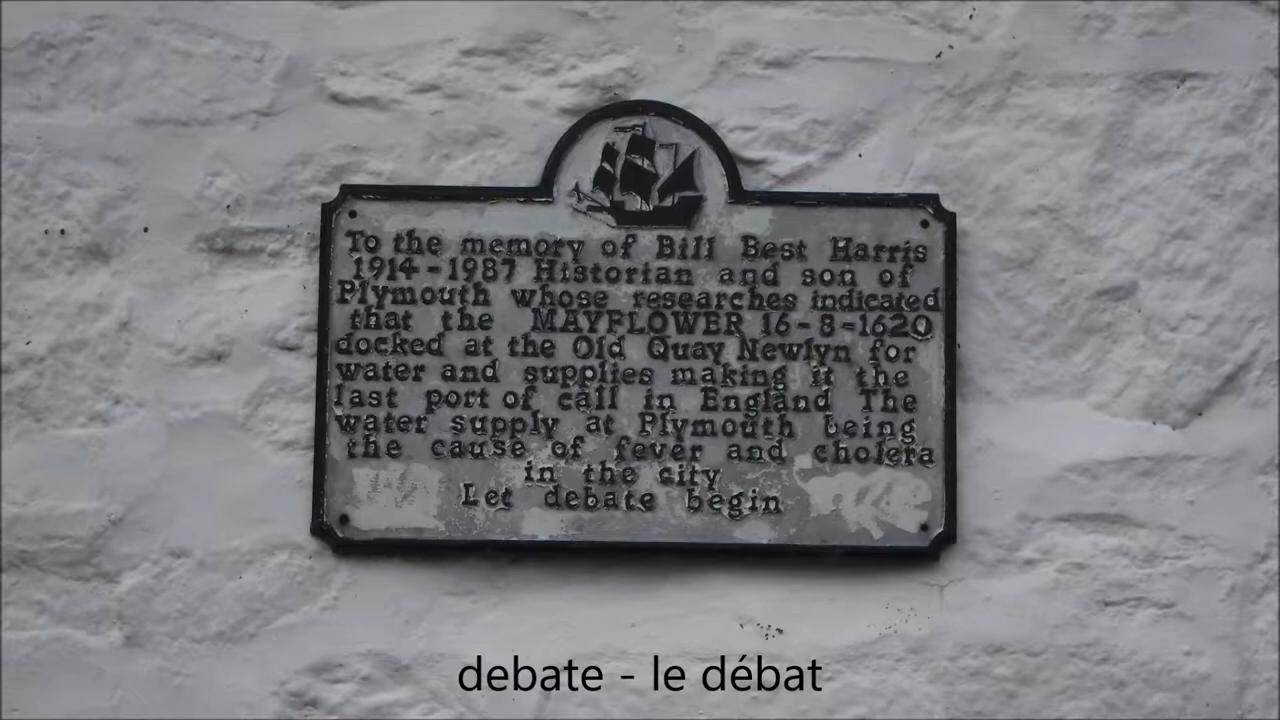 To the memory of Bill Best Harris
1914-1987 Historian and son of
Plymouth whose researches indicated
that the MAYFLOWER 16-8-1620
docked at the Old Quay Newlyn for
water and supplies making it the
last port of call in England The
water supply at Plymouth being
the cause of fever and cholera
in the city
Let debate begin
debate - le débat